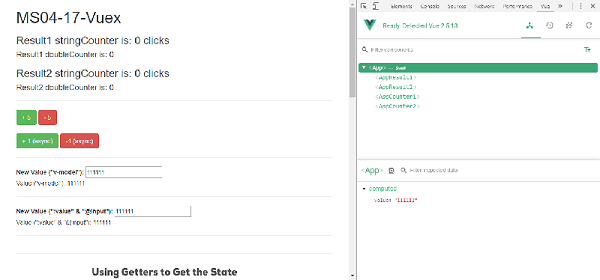 MS04-17-Vuex
Result1 stringCounter is: 0 clicks
Result1 doubleCounter is: 0
Result2 stringCounter is: 0 clicks
Result2 doubleCounter is: 0
+ 5
- 5
+ 1 (async)
-1 (async)
New Value ("v-model"): 111111
Value ("v-model"): 111111
New Value (":value" & "@input"): 111111
Value (":value" & "@input"): 111111
Using Getters to Get the State
Elements Console Sources Network Performance Vue
Ready. Detected Vue 2.5.13.
Filter components
<App>
<AppResult1>
<AppResult2>
<AppCounter1>
<AppCounter2>
<App> Filter inspected data
computed
value: "111111"